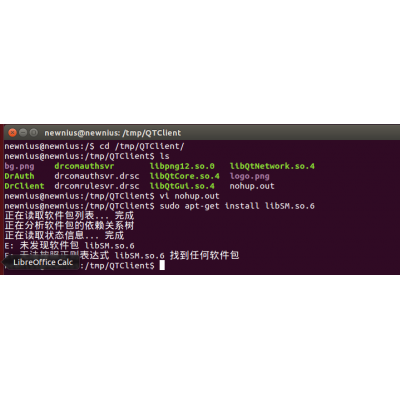 newnius@newnius: /tmp/QTClient
newnius@newnius:/$ cd /tmp/QTClient/
newnius@newnius:/tmp/QTClient$ ls
bg.png drcomauthsvr libpng12.so.0 libQtNetwork.so.4
DrAuth drcomauthsvr.drsc libQtCore.so.4 logo.png
DrClient drcomrulesvr.drsc libQtGui.so.4 nohup.out
newnius@newnius:/tmp/QTClient$ vi nohup.out
newnius@newnius:/tmp/QTClient$ sudo apt-get install libSM.so.6
正在读取软件包列表... 完成
正在分析软件包的依赖关系树
正在读取状态信息... 完成
E: 未发现软件包 libSM.so.6
E: 无法按照正则表达式 libSM.so.6 找到任何软件包
LibreOffice Calc
:/tmp/QTClient$